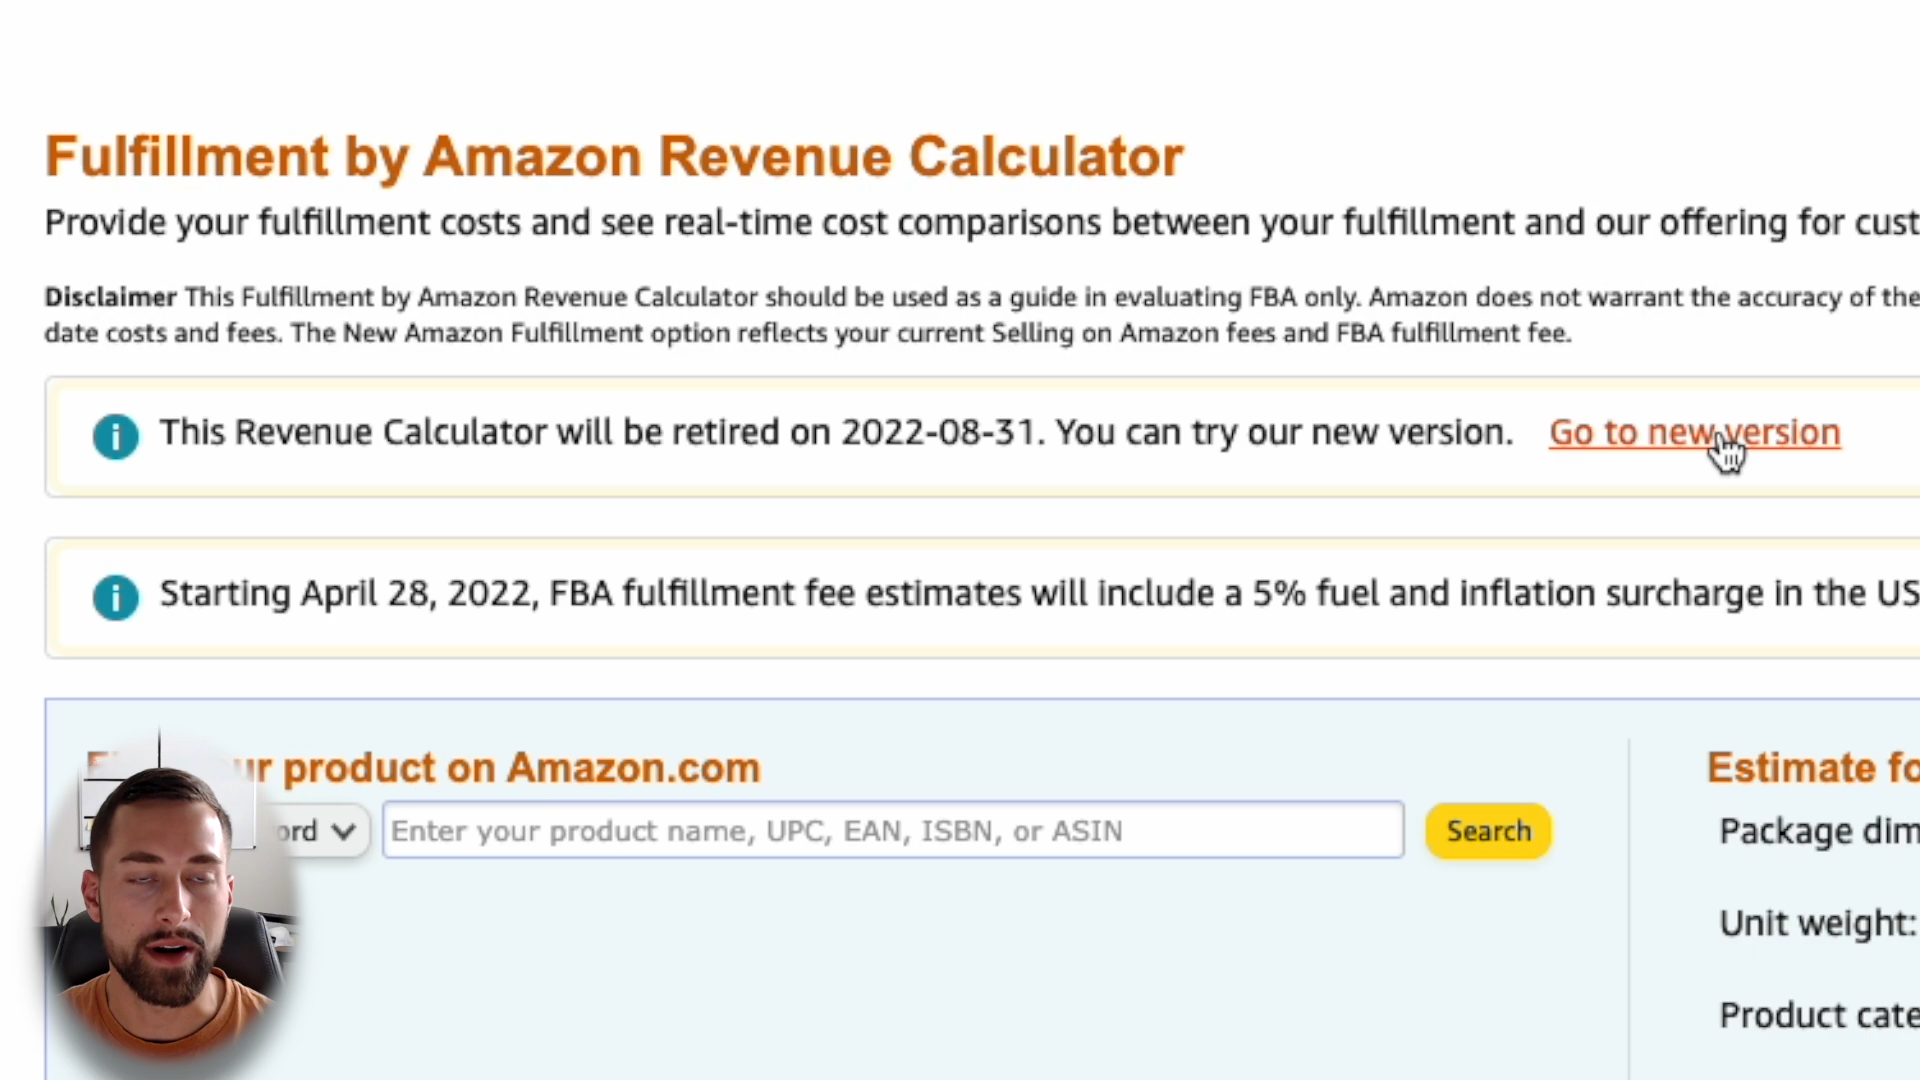 Fulfillment by Amazon Revenue Calculator
Provide your fulfillment costs and see real-time cost comparisons between your fulfillment and our offering for cust
Disclaimer This Fulfillment by Amazon Revenue Calculator should be used as a guide in evaluating FBA only. Amazon does not warrant the accuracy of the
date costs and fees. The New Amazon Fulfillment option reflects your current Selling on Amazon fees and FBA fulfillment fee.
This Revenue Calculator will be retired on 2022-08-31. You can try our new version. Go to new version
Starting April 28, 2022, FBA fulfillment fee estimates will include a 5% fuel and inflation surcharge in the US
ur product on Amazon.com
ord Enter your product name, UPC, EAN, ISBN, or ASIN Search
Estimate fo
Package dim
Unit weight:
Product cate